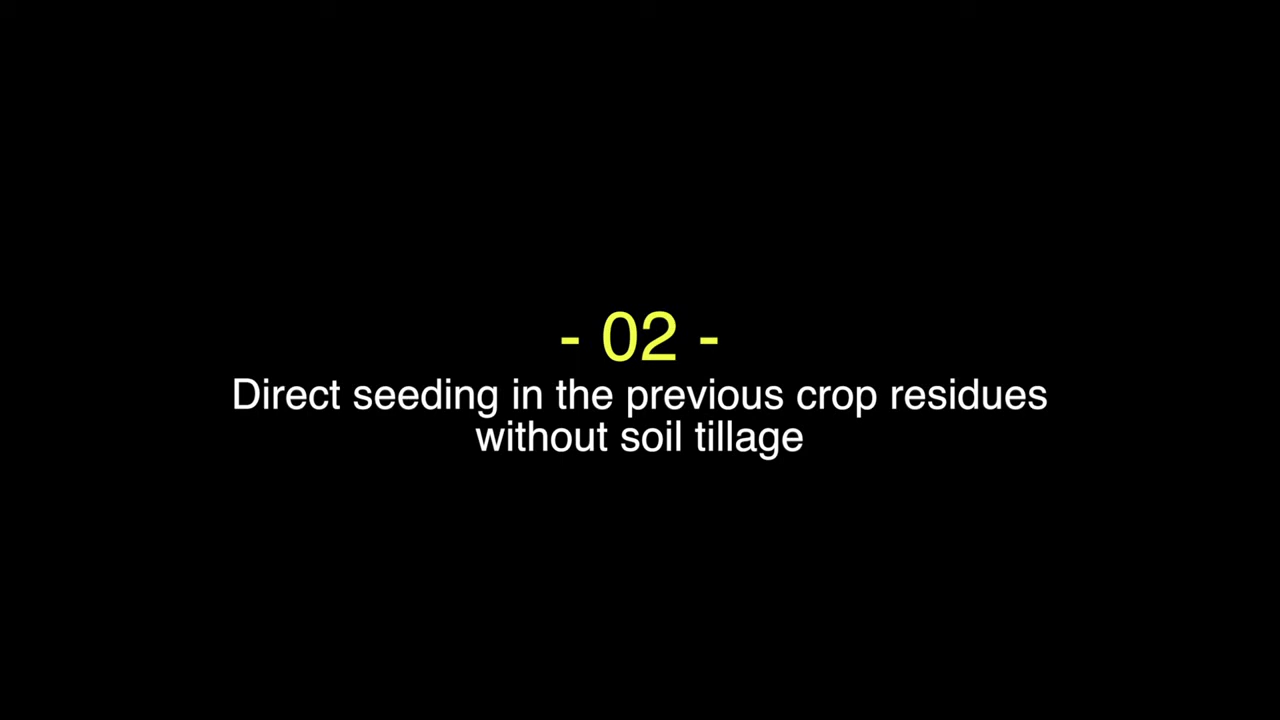 - 02 -
Direct seeding in the previous crop residues
without soil tillage